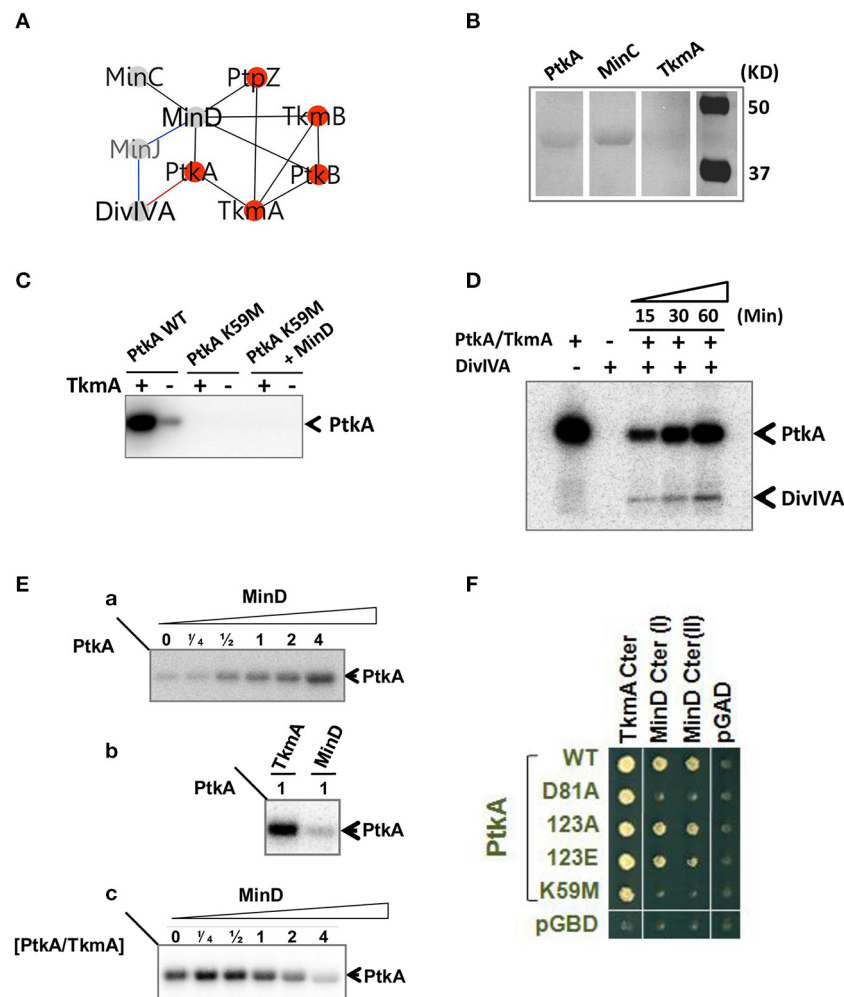 A
MinC
PtpZ
MinD
TkmB
MinJ
PtkA
PtkB
DivIVA
TkmA
B
PtkA MinC TkmA (KD)
50
37
C
PtkA WT
PtkA K59M
PtkA K59M
+ MinD
TkmA + - + - + -
PtkA
D
15 30 60 (Min)
PtkA/TkmA + - + + +
DivIVA - + + + +
PtkA
DivIVA
E
a
MinD
PtkA
0 1/4 ½ 1 2 4
PtkA
b
TkmA MinD
PtkA 1 1
PtkA
c
MinD
[PtkA/TkmA]
0 1/4 ½ 1 2 4
PtkA
F
TkmA Cter
MinD Cter (I)
MinD Cter(II)
pGAD
PtkA
WT
D81A
123A
123E
K59M
pGBD